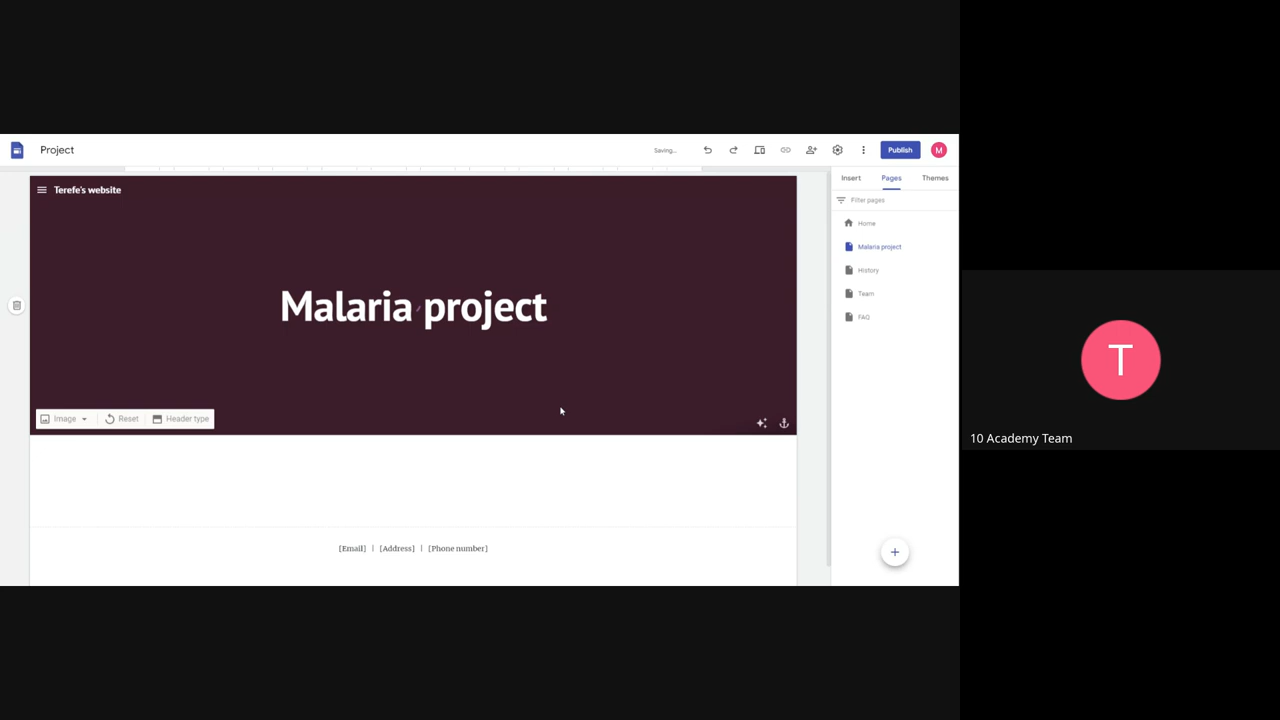 Project
Saving...
Publish
M
Terefe's website
Insert
Pages
Themes
Filter pages
Home
Malaria project
History
Team
FAQ
Malaria project
Image
Reset
Header type
[Email] | [Address] | [Phone number]
T
10 Academy Team